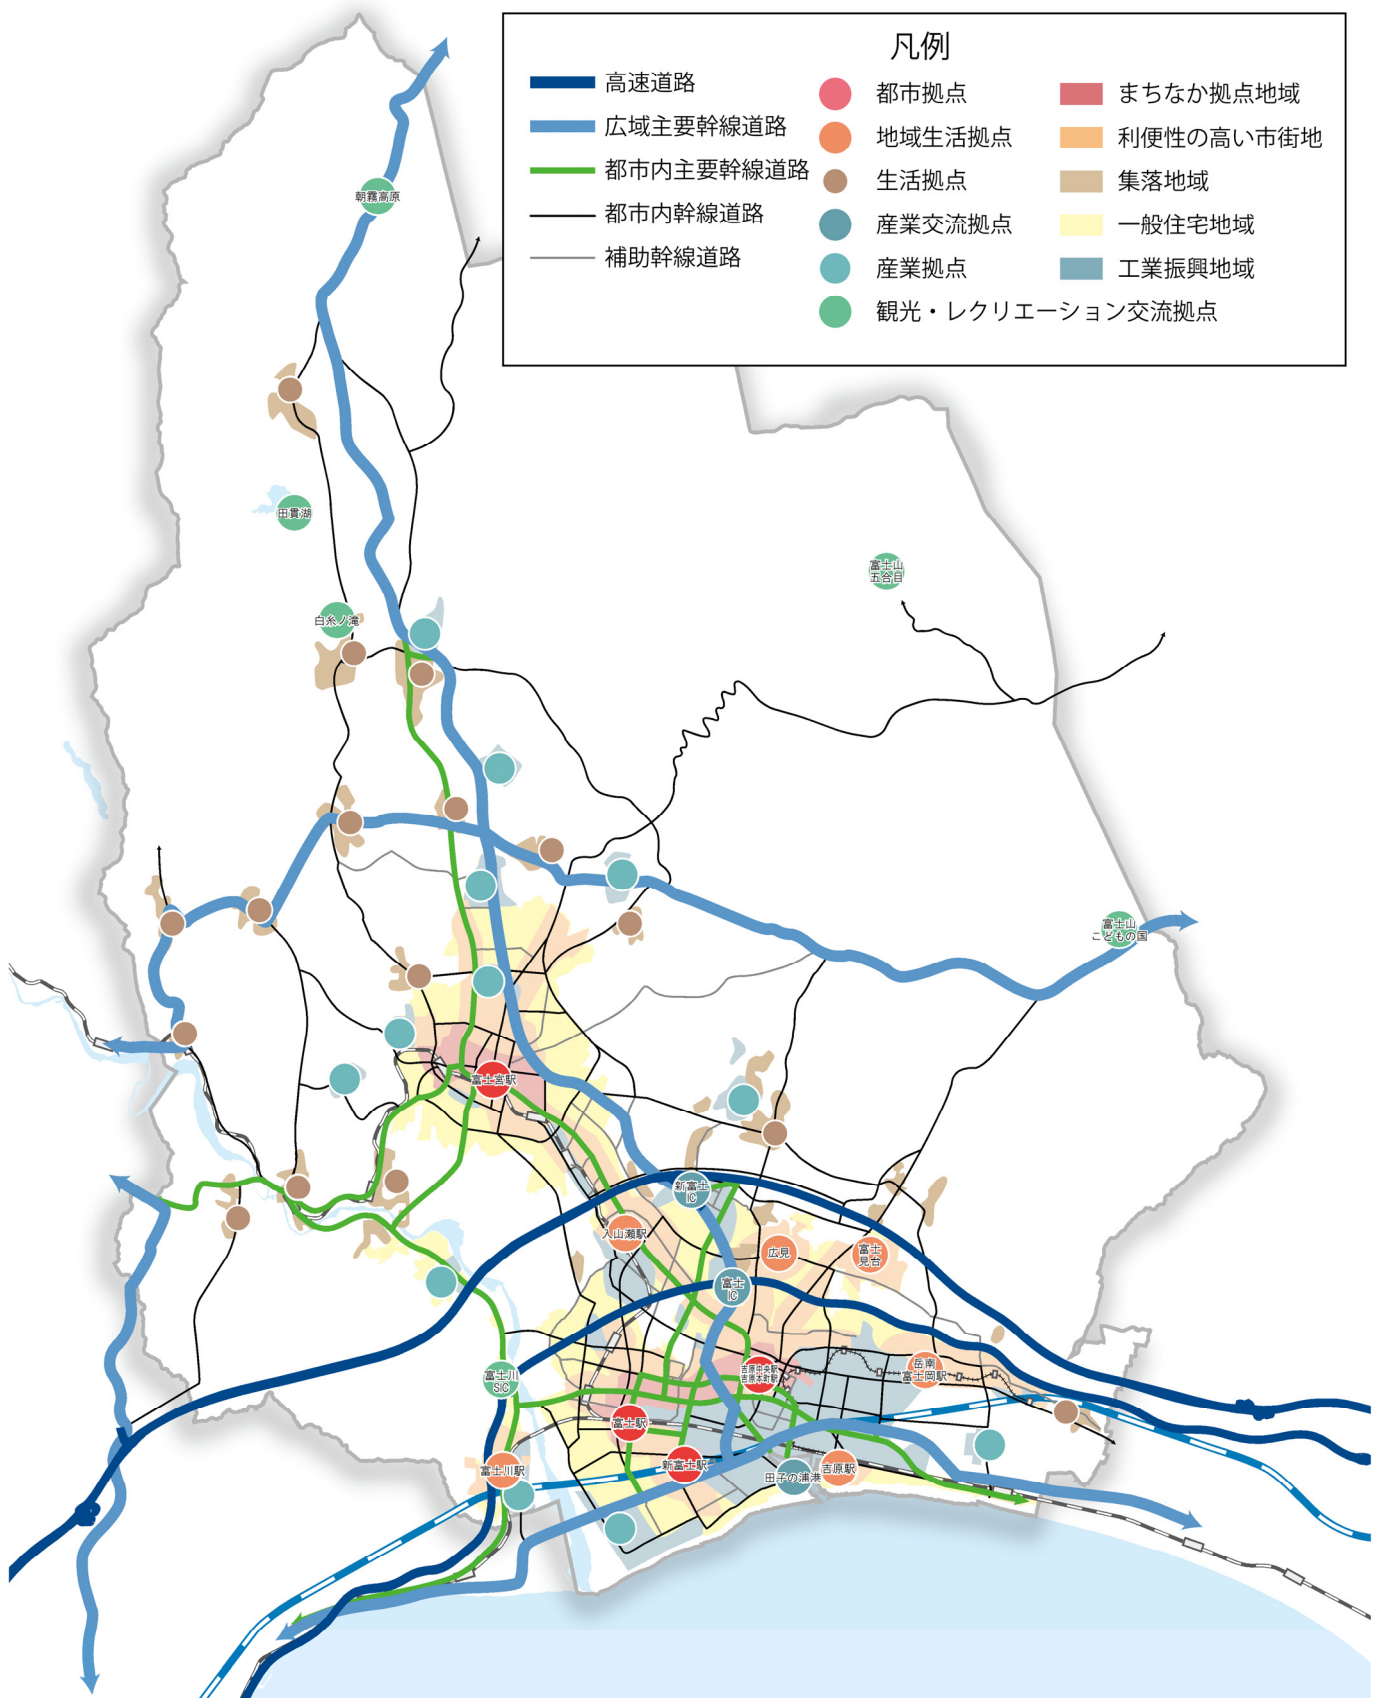 凡例
高速道路
広域主要幹線道路
都市内主要幹線道路
都市内幹線道路
補助幹線道路
都市拠点
地域生活拠点
生活拠点
産業交流拠点
産業拠点
観光・レクリエーション交流拠点
まちなか拠点地域
利便性の高い市街地
集落地域
一般住宅地域
工業振興地域
朝霧高原
田貫湖
富士山
五合目
白糸ノ滝
富士山
こどもの国
富士宮駅
新富士
IC
入山瀬駅
広見
富士
見台
富士
IC
富士川
SIC
吉原中央駅
吉原本町駅
岳南
富士岡駅
富士駅
新富士駅
富士川駅
田子の浦港
吉原駅